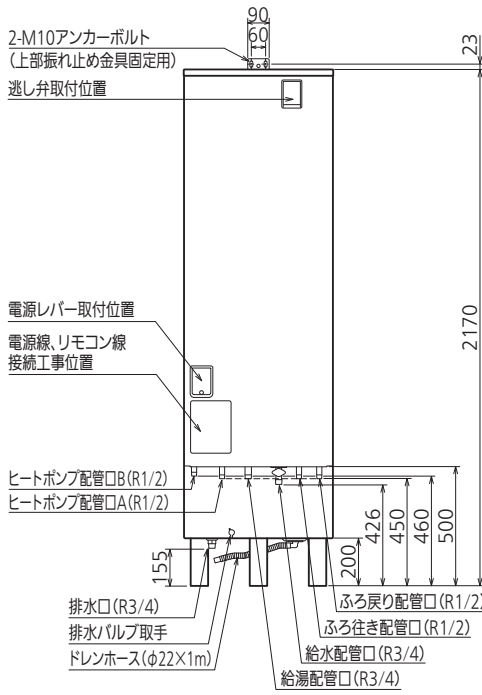 90
60
23
2-M10アンカーボルト
(上部振れ止め金具固定用)
逃し弁取付位置
2170
電源レバー取付位置
電源線、リモコン線
接続工事位置
ヒートポンプ配管口B(R1/2)
ヒートポンプ配管口A(R1/2)
155
200
426
450
460
500
排水口(R3/4)
排水バルブ取手
ドレンホース(φ22×1m)
ふろ戻り配管口(R1/2)
ふろ往き配管口(R1/2)
給水配管口(R3/4)
給湯配管口(R3/4)